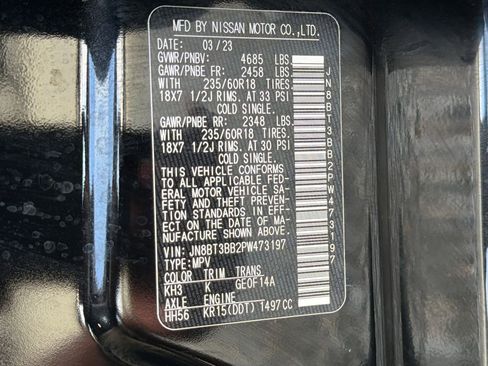 MFD BY NISSAN MOTOR CO.,LTD.
DATE: 03/23
GVWR/PNBV: 4685 LBS.
GAWR/PNBE FR: 2458 LBS.
WITH 235/60R18 TIRES.
18X7 1/2J RIMS. AT 33 PSI
COLD SINGLE.
GAWR/PNBE RR: 2348 LBS.
WITH 235/60R18 TIRES.
18X7 1/2J RIMS. AT 30 PSI
COLD SINGLE.
THIS VEHICLE CONFORMS
TO ALL APPLICABLE FED-
ERAL MOTOR VEHICLE SA-
FETY AND THEFT PREVEN-
TION STANDARDS IN EFF-
ECT ON THE DATE OF MA-
NUFACTURE SHOWN ABOVE.
VIN: JN8BT3BB2PW473197
TYPE: MPV
COLOR TRIM TRANS
KH3 K GE0F14A
AXLE ENGINE
HH56 KR15(DDT) 1497CC
JN8BT3BB2PW473197